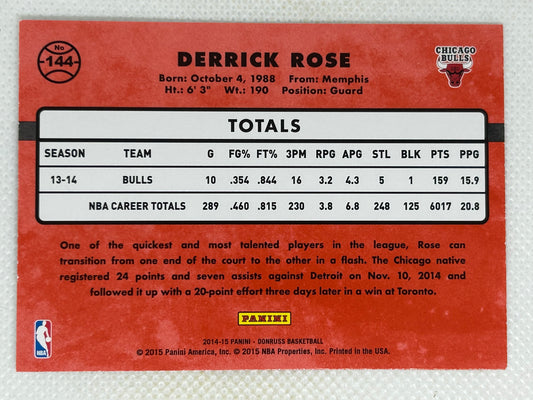 No
144
DERRICK ROSE
CHICAGO
BULLS
Born: October 4, 1988 From: Memphis
Ht.: 6' 3" Wt.: 190 Position: Guard
TOTALS
SEASON TEAM G FG% FT% 3PM RPG APG STL BLK PTS PPG
13-14 BULLS 10 .354 .844 16 3.2 4.3 5 1 159 15.9
NBA CAREER TOTALS 289 .460 .815 230 3.8 6.8 248 125 6017 20.8
One of the quickest and most talented players in the league, Rose can
transition from one end of the court to the other in a flash. The Chicago native
registered 24 points and seven assists against Detroit on Nov. 10, 2014 and
followed it up with a 20-point effort three days later in a win at Toronto.
PANINI
NBA
2014-15 PANINI - DONRUSS BASKETBALL
© 2015 Panini America, Inc. © 2015 NBA Properties, Inc. Printed in the USA.